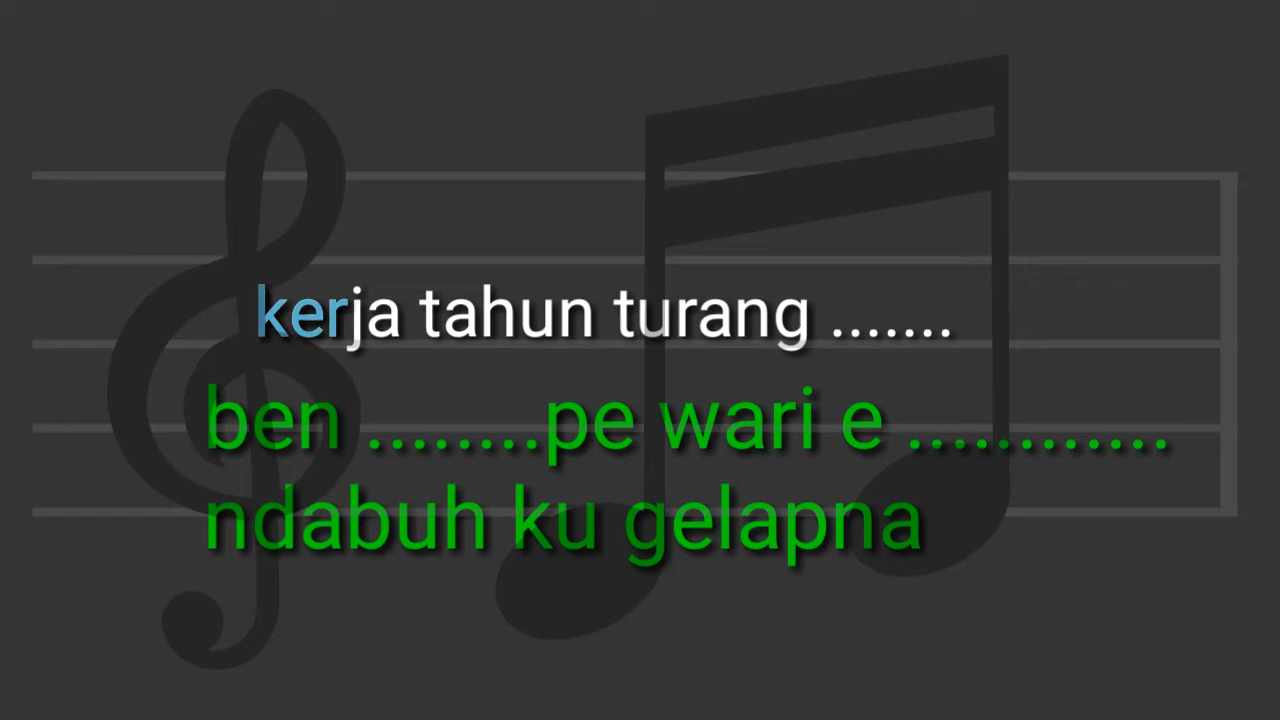 kerja tahun turang .......
ben ........pe wari e ............
ndabuh ku gelapna